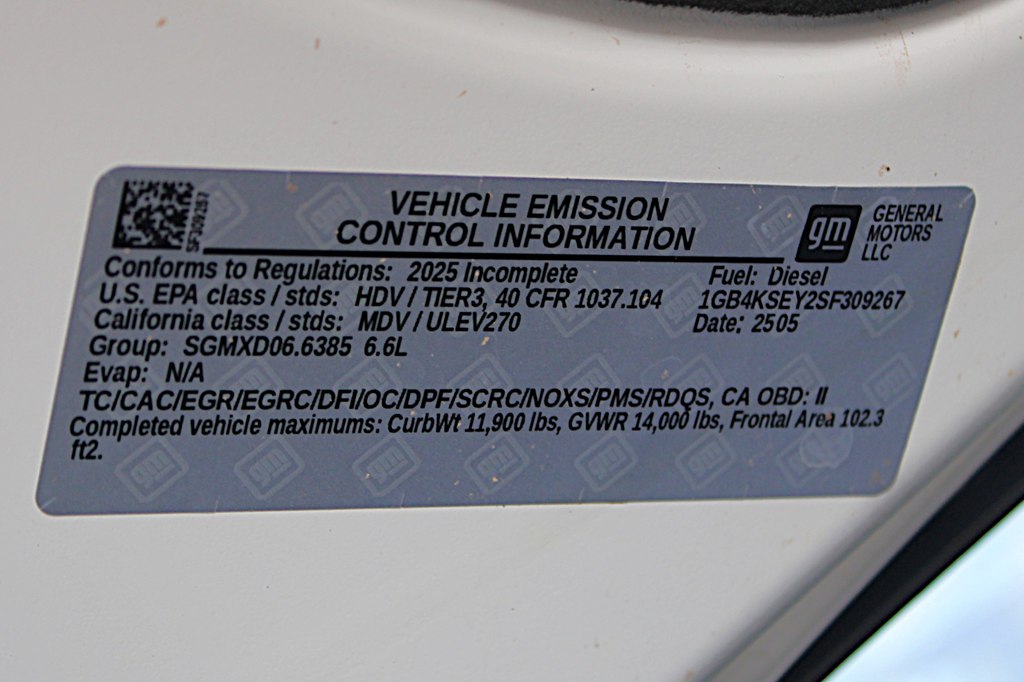 VEHICLE EMISSION
CONTROL INFORMATION
gm
GENERAL
MOTORS
LLC
SF309267
Conforms to Regulations: 2025 Incomplete
Fuel: Diesel
U.S. EPA class / stds: HDV / TIER3, 40 CFR 1037.104
1GB4KSEY2SF309267
California class / stds: MDV / ULEV270
Date: 2505
Group: SGMXD06.6385 6.6L
Evap: N/A
TC/CAC/EGR/EGRC/DFI/OC/DPF/SCRC/NOXS/PMS/RDQS, CA OBD: II
Completed vehicle maximums: CurbWt 11,900 lbs, GVWR 14,000 lbs, Frontal Area 102.3
ft2.